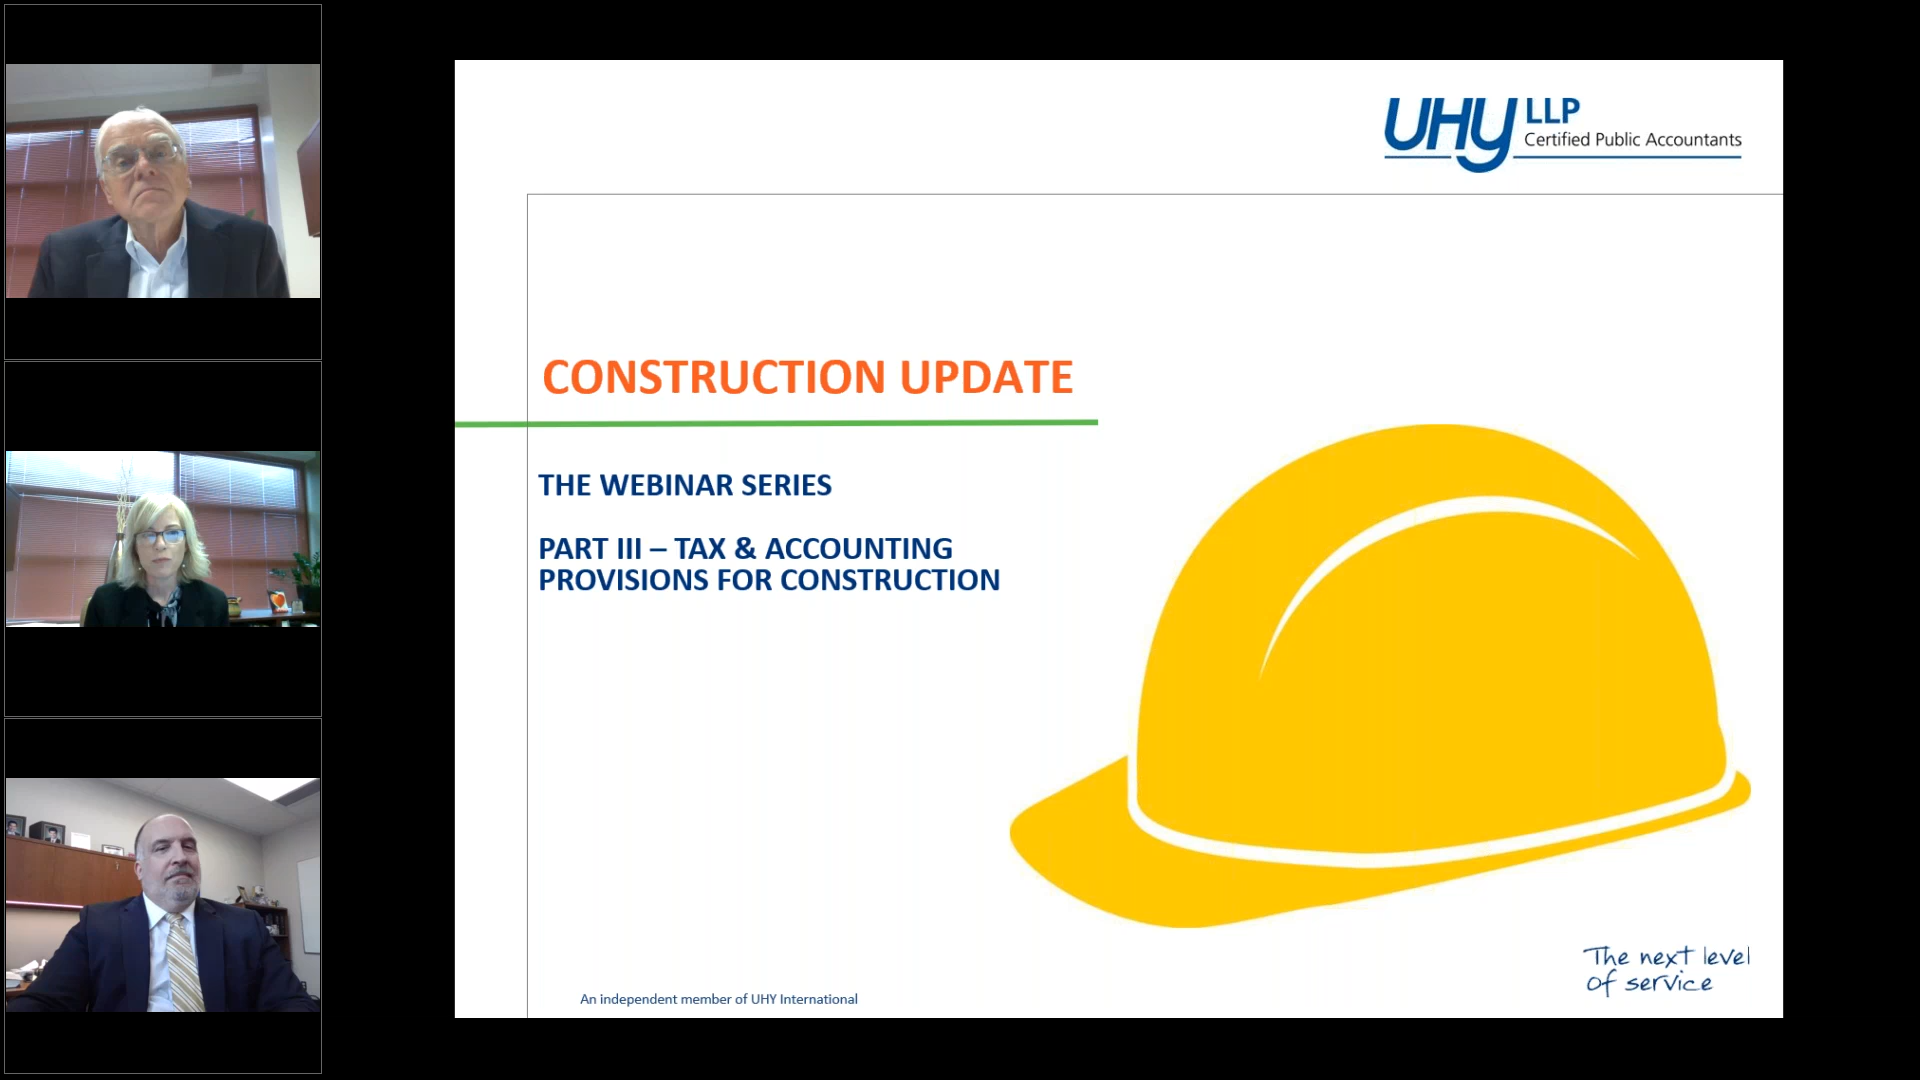 UHY LLP
Certified Public Accountants
CONSTRUCTION UPDATE
THE WEBINAR SERIES
PART III – TAX & ACCOUNTING
PROVISIONS FOR CONSTRUCTION
The next level
of service
An independent member of UHY International